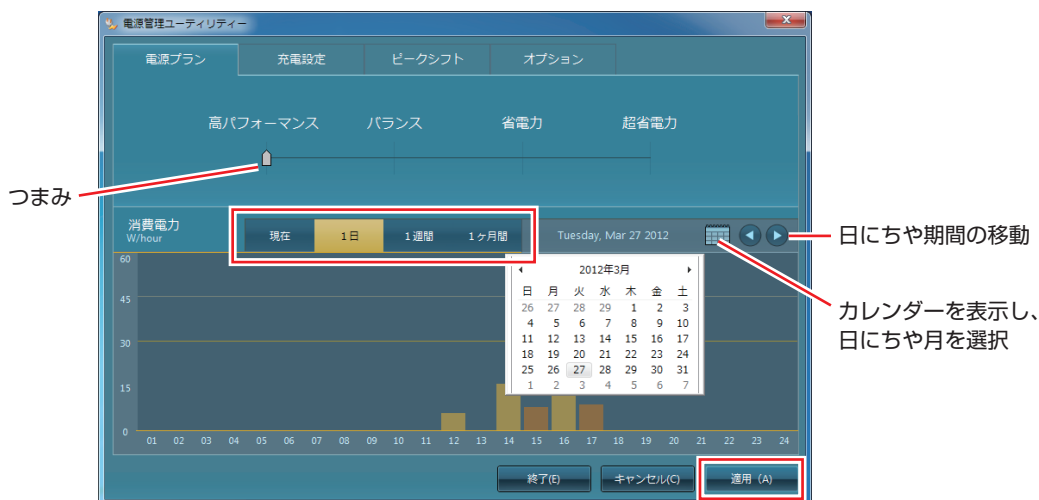 電源管理ユーティリティー
電源プラン 充電設定 ピークシフト オプション
高パフォーマンス バランス 省電力 超省電力
つまみ
消費電力
W/hour
現在 1日 1週間 1ヶ月間 Tuesday, Mar 27 2012
日にちや期間の移動
カレンダーを表示し、
日にちや月を選択
2012年3月
日 月 火 水 木 金 土
26 27 28 29 1 2 3
4 5 6 7 8 9 10
11 12 13 14 15 16 17
18 19 20 21 22 23 24
25 26 27 28 29 30 31
1 2 3 4 5 6 7
60
45
30
15
0
01 02 03 04 05 06 07 08 09 10 11 12 13 14 15 16 17 18 19 20 21 22 23 24
終了(E) キャンセル(C) 適用（A）